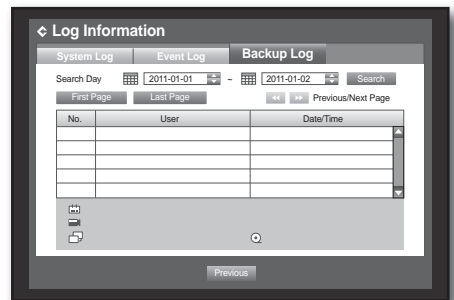 Log Information
System Log Event Log Backup Log
Search Day 2011-01-01 ~ 2011-01-02 Search
First Page Last Page Previous/Next Page
No. User Date/Time
Previous